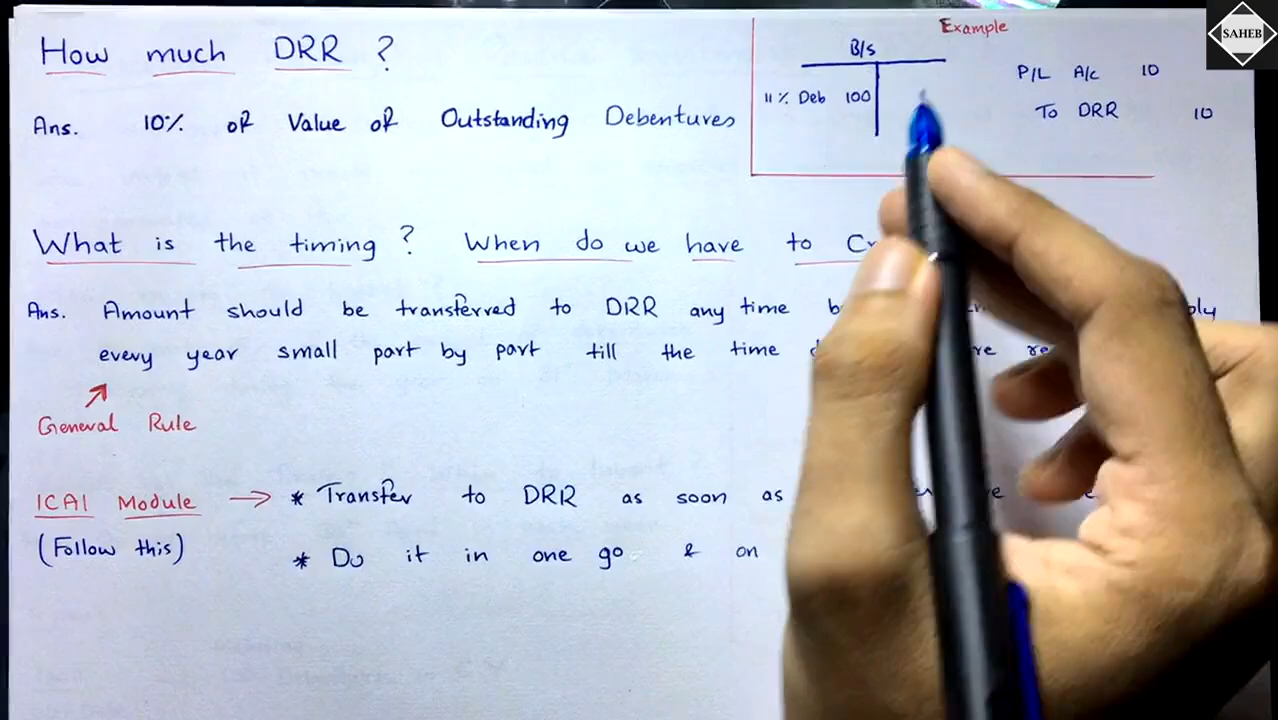 How much DRR ?
Ans. 10% of Value of Outstanding Debentures
Example
B/s
11% Deb 100
P/L A/c 10
To DRR 10
SAHEB
What is the timing ? When do we have to
Ans. Amount should be transferred to DRR any time
every year small part by part till the time
General Rule
ICAI Module → * Transfer to DRR as soon as
(Follow this)
* Do it in one go & on